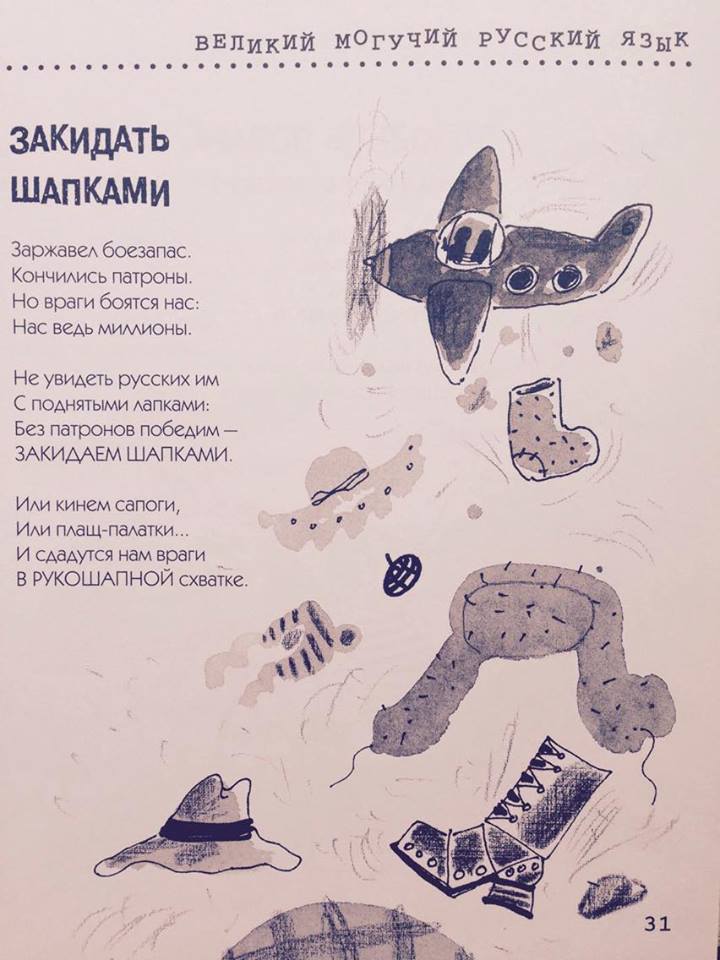 ВЕЛИКИЙ МОГУЧИЙ РУССКИЙ ЯЗЫК
ЗАКИДАТЬ
ШАПКАМИ
Заржавел боезапас.
Кончились патроны.
Но враги боятся нас:
Нас ведь миллионы.
Не увидеть русских им
С поднятыми лапками:
Без патронов победим –
ЗАКИДАЕМ ШАПКАМИ.
Или кинем сапоги,
Или плащ-палатки...
И сдадутся нам враги
В РУКОШАПНОЙ схватке.
31